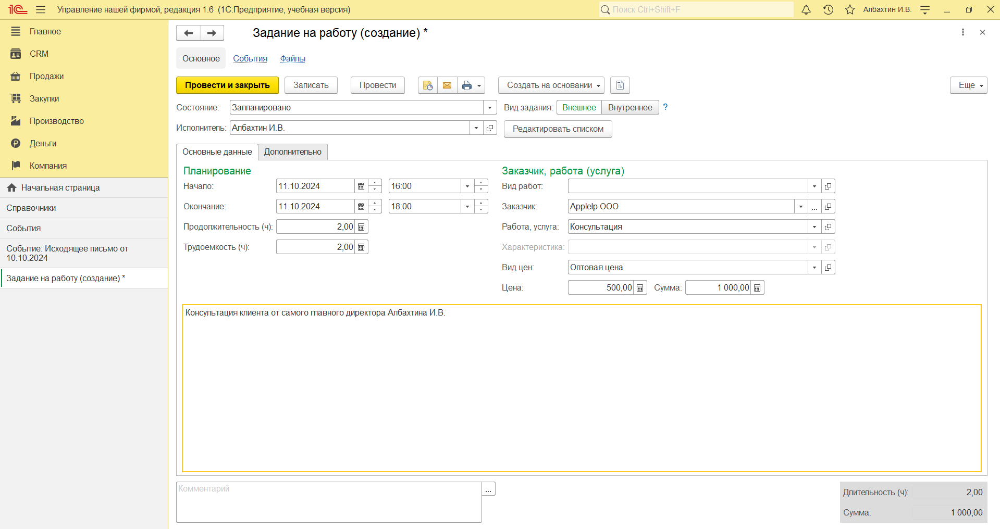 1С Управление нашей фирмой, редакция 1.6 (1С:Предприятие, учебная версия) Поиск Ctrl+Shift+F Албахтин И.В.
Главное
CRM
Продажи
Закупки
Производство
Деньги
Компания
Начальная страница
Справочники
События
Событие: Исходящее письмо от
10.10.2024
Задание на работу (создание) *
Задание на работу (создание) *
Основное События Файлы
Провести и закрыть Записать Провести Создать на основании Еще
Состояние: Запланировано Вид задания: Внешнее Внутреннее ?
Исполнитель: Албахтин И.В. Редактировать списком
Основные данные Дополнительно
Планирование Заказчик, работа (услуга)
Начало: 11.10.2024 16:00 Вид работ:
Окончание: 11.10.2024 18:00 Заказчик: Applelp ООО ...
Продолжительность (ч): 2,00 Работа, услуга: Консультация
Трудоемкость (ч): 2,00 Характеристика:
Вид цен: Оптовая цена
Цена: 500,00 Сумма: 1 000,00
Консультация клиента от самого главного директора Албахтина И.В.
Комментарий ...
Длительность (ч): 2,00
Сумма: 1 000,00